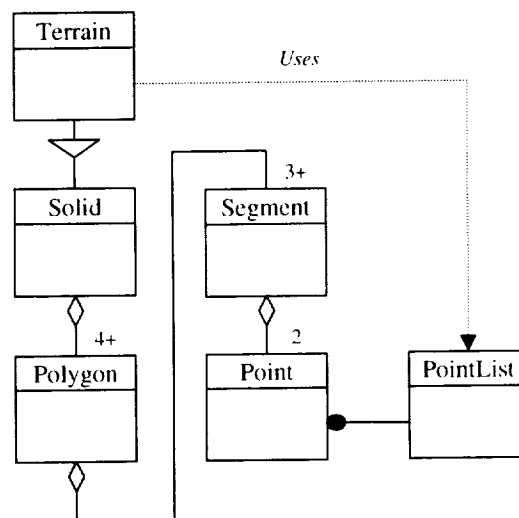 Terrain
Uses
3+
Solid
Segment
4+
2
Polygon
Point
PointList